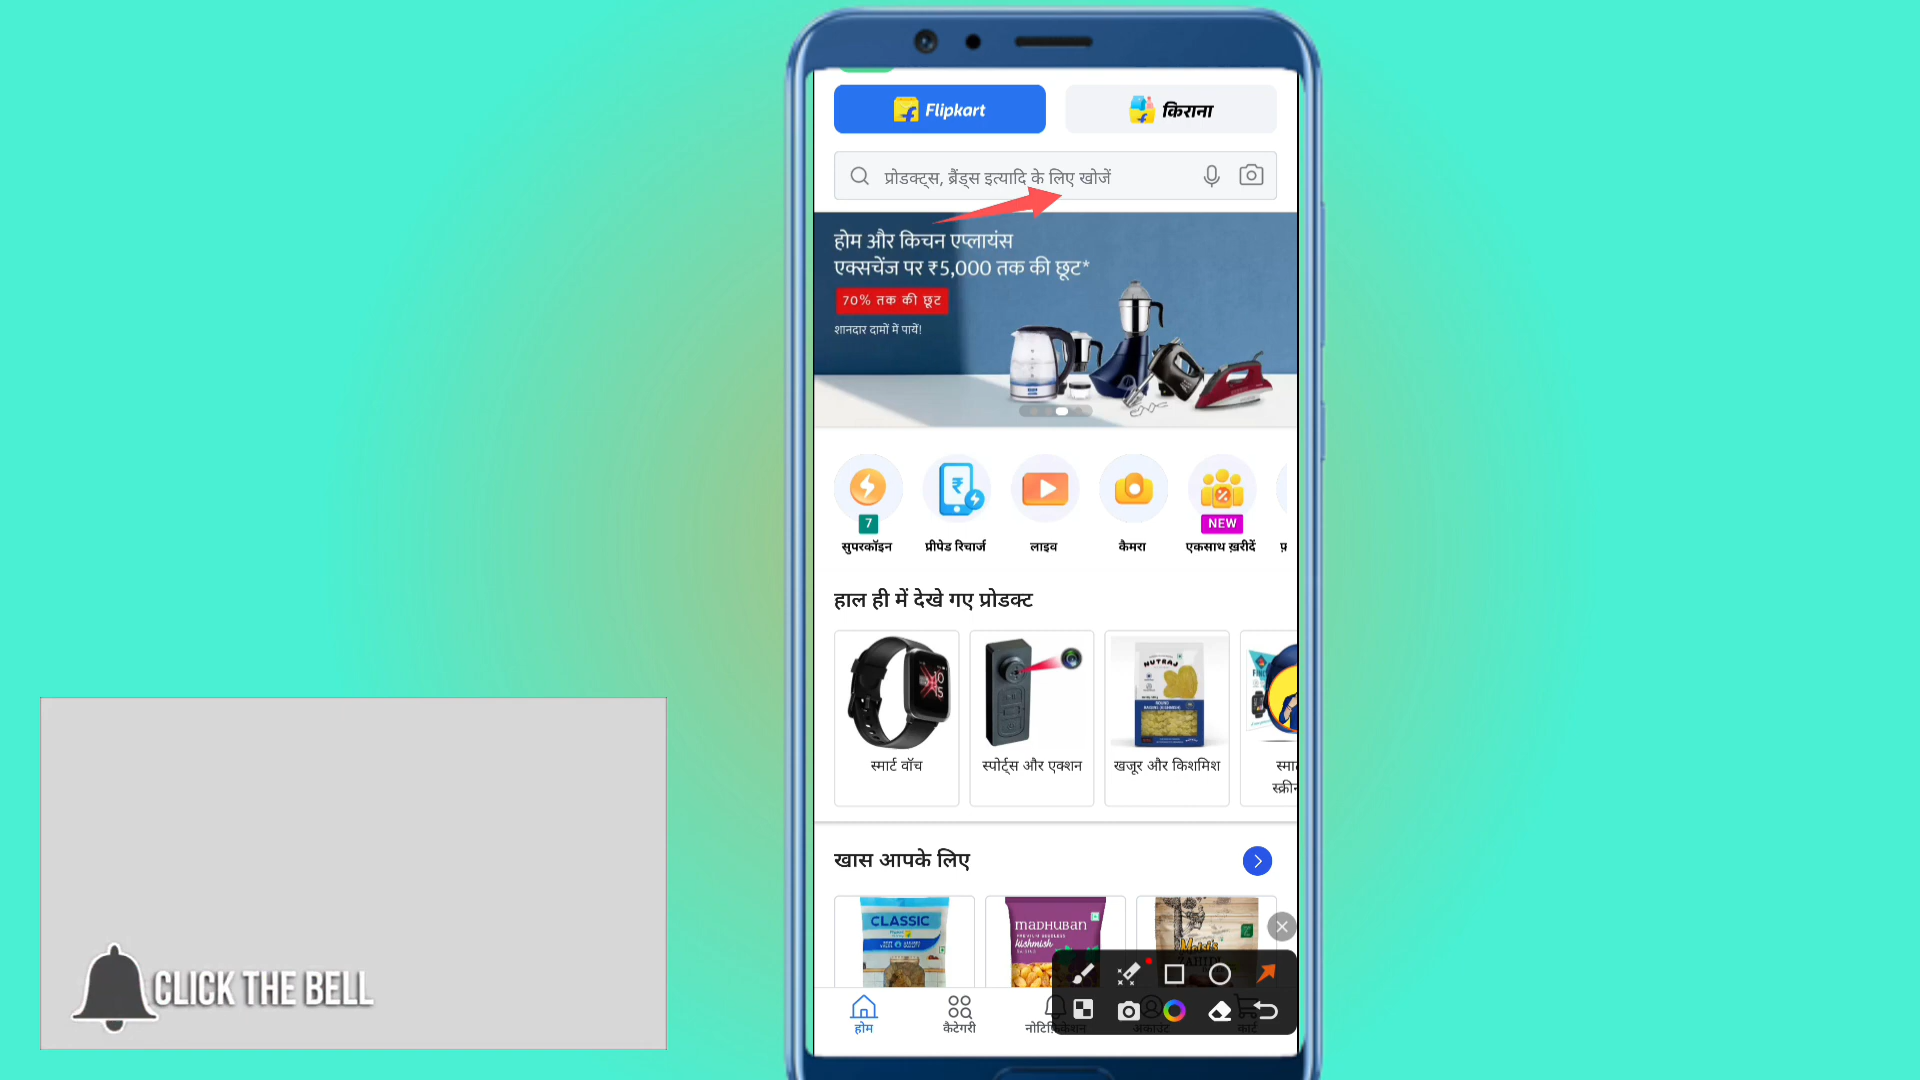 Flipkart
किराना
प्रोडक्ट्स, ब्रैंड्स इत्यादि के लिए खोजें
होम और किचन एप्लायंस
एक्सचेंज पर ₹5,000 तक की छूट*
70% तक की छूट
शानदार दामों में पायें!
7
NEW
सुपरकॉइन
प्रीपेड रिचार्ज
लाइव
कैमरा
एकसाथ ख़रीदें
हाल ही में देखे गए प्रोडक्ट
NUTRAJ
स्मार्ट वॉच
स्पोर्ट्स और एक्शन
खजूर और किशमिश
खास आपके लिए
CLASSIC
MADHUBAN
kishmish
होम
कैटेगरी
नोटिफ़िकेशन
अकाउंट
कार्ट
CLICK THE BELL